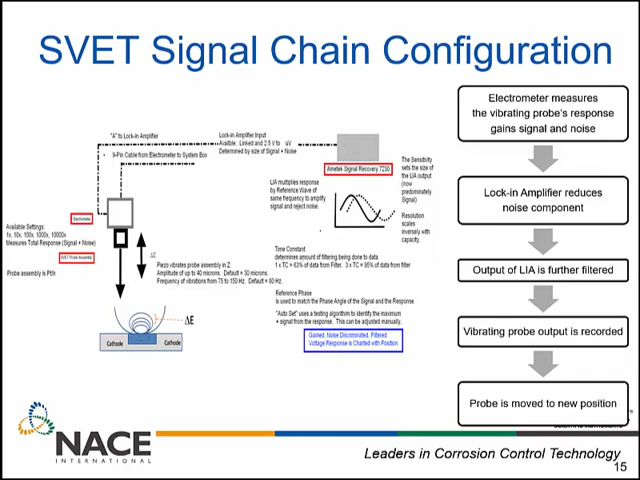 SVET Signal Chain Configuration
"A" to Lock-in Amplifier
Lock-in Amplifier Input
Availble: Linked and 2.5 V to uV
Determined by size of Signal + Noise
9-Pin Cable from Electrometer to System Box
Ametek Signal Recovery 7230
LIA multiplies response
by Reference Wave of
same frequency to amplify
signal and reject noise.
The Sensitivity
sets the size of
the LIA output
(now
predominately
Signal)
Resolution
scales
inversely with
capacity.
Electrometer
Available Settings:
1x, 10x, 100x, 1000x, 10000x
Measures Total Response (Signal + Noise)
SVET Probe Assembly
Probe assembly is Pt/Ir
Piezo vibrates probe assembly in Z
Amplitude of up to 40 microns. Default = 30 microns.
Frequency of vibrations from 75 to 150 Hz. Default = 80 Hz
Time Constant
determines amount of filtering being done to data.
1 x TC = 63% of data from Filter. 3 x TC = 95% of data from filter
Reference Phase
is used to match the Phase Angle of the Signal and the Response
"Auto Set" uses a testing algorithm to identify the maximum
+ signal from the response. This can be adjusted manually.
Gained, Noise Discriminated, Filtered
Voltage Response is Charted with Position.
ΔE
Cathode
Cathode
Electrometer measures
the vibrating probe's response
gains signal and noise
Lock-in Amplifier reduces
noise component
Output of LIA is further filtered
Vibrating probe output is recorded
Probe is moved to new position
NACE
INTERNATIONAL
Leaders in Corrosion Control Technology
15